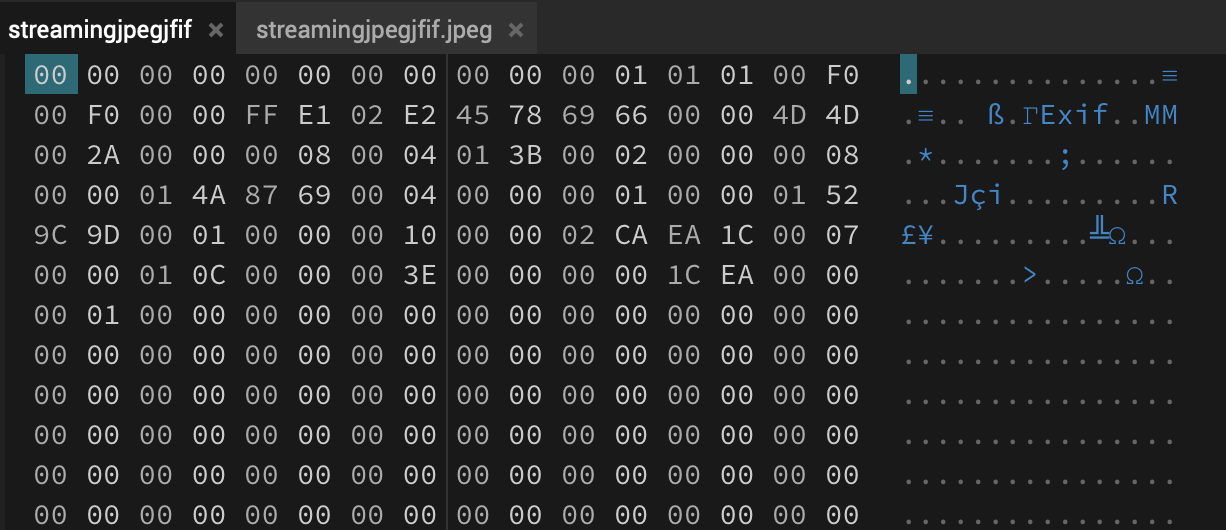 streamingjpegjfif × streamingjpegjfif.jpeg ×
00 00 00 00 00 00 00 00 00 00 00 01 01 01 00 F0 ..............≡
00 F0 00 00 FF E1 02 E2 45 78 69 66 00 00 4D 4D .≡.. ß.ΓExif..MM
00 2A 00 00 00 08 00 04 01 3B 00 02 00 00 00 08 .*.......;......
00 00 01 4A 87 69 00 04 00 00 00 01 00 00 01 52 ...Jçi.........R
9C 9D 00 01 00 00 00 10 00 00 02 CA EA 1C 00 07 £¥.........╩Ω...
00 00 01 0C 00 00 00 3E 00 00 00 00 1C EA 00 00 .......>.....Ω..
00 01 00 00 00 00 00 00 00 00 00 00 00 00 00 00 ................
00 00 00 00 00 00 00 00 00 00 00 00 00 00 00 00 ................
00 00 00 00 00 00 00 00 00 00 00 00 00 00 00 00 ................
00 00 00 00 00 00 00 00 00 00 00 00 00 00 00 00 ................
00 00 00 00 00 00 00 00 00 00 00 00 00 00 00 00 ................
00 00 00 00 00 00 00 00 00 00 00 00 00 00 00 00 ................